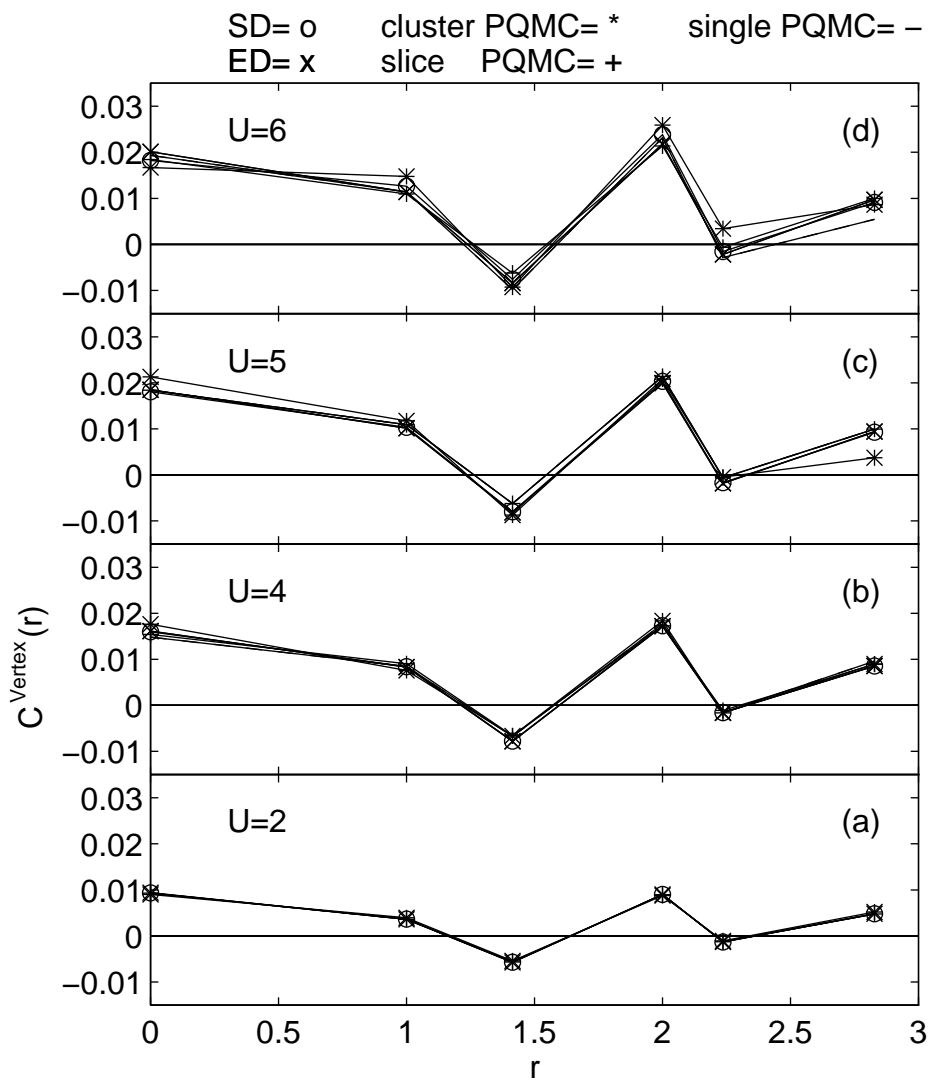 SD= o cluster PQMC= * single PQMC= −
ED= x slice PQMC= +
0.03
U=6 (d)
0.02
0.01
0
−0.01
0.03
U=5 (c)
0.02
0.01
0
−0.01
0.03
U=4 (b)
0.02
0.01
0
−0.01
C^Vertex(r)
0.03
U=2 (a)
0.02
0.01
0
−0.01
0 0.5 1 1.5 2 2.5 3
r